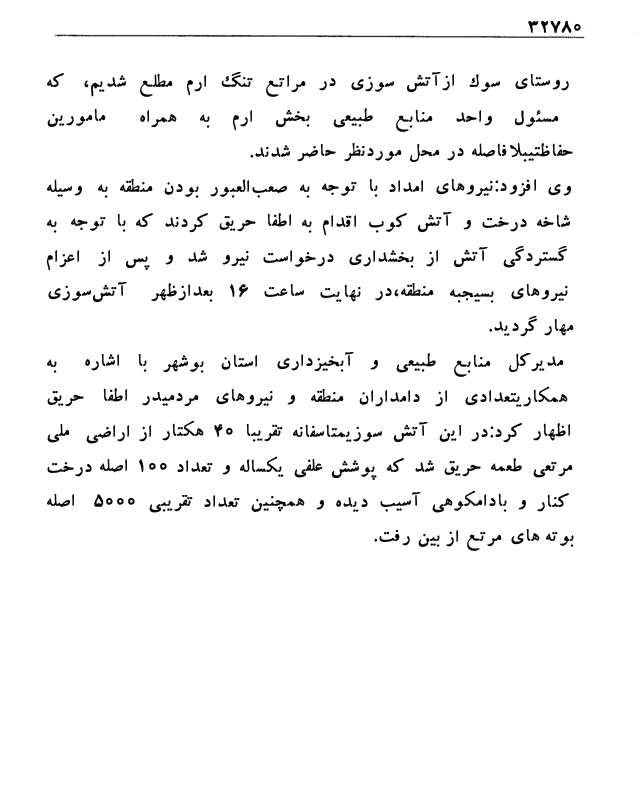 ۳۲۷۸۰
روستای سوك ازآتش سوزی در مراتع تنگ ارم مطلع شدیم، که
مسئول واحد منابع طبیعی بخش ارم به همراه مامورین
حفاظتیبلافاصله در محل موردنظر حاضر شدند.
وی افزود:نیروهای امداد با توجه به صعب‌العبور بودن منطقه به وسیله
شاخه درخت و آتش کوب اقدام به اطفا حریق کردند که با توجه به
گستردگی آتش از بخشداری درخواست نیرو شد و پس از اعزام
نیروهای بسیجبه منطقه،در نهایت ساعت ۱۶ بعدازظهر آتش‌سوزی
مهار گردید.
مدیرکل منابع طبیعی و آبخیزداری استان بوشهر با اشاره به
همکاریتعدادی از دامداران منطقه و نیروهای مردمیدر اطفا حریق
اظهار کرد:در این آتش سوزیمتاسفانه تقریبا ۴۰ هکتار از اراضی ملی
مرتعی طعمه حریق شد که پوشش علفی یکساله و تعداد ۱۰۰ اصله درخت
کنار و بادامکوهی آسیب دیده و همچنین تعداد تقریبی ۵۰۰۰ اصله
بوته های مرتع از بین رفت.